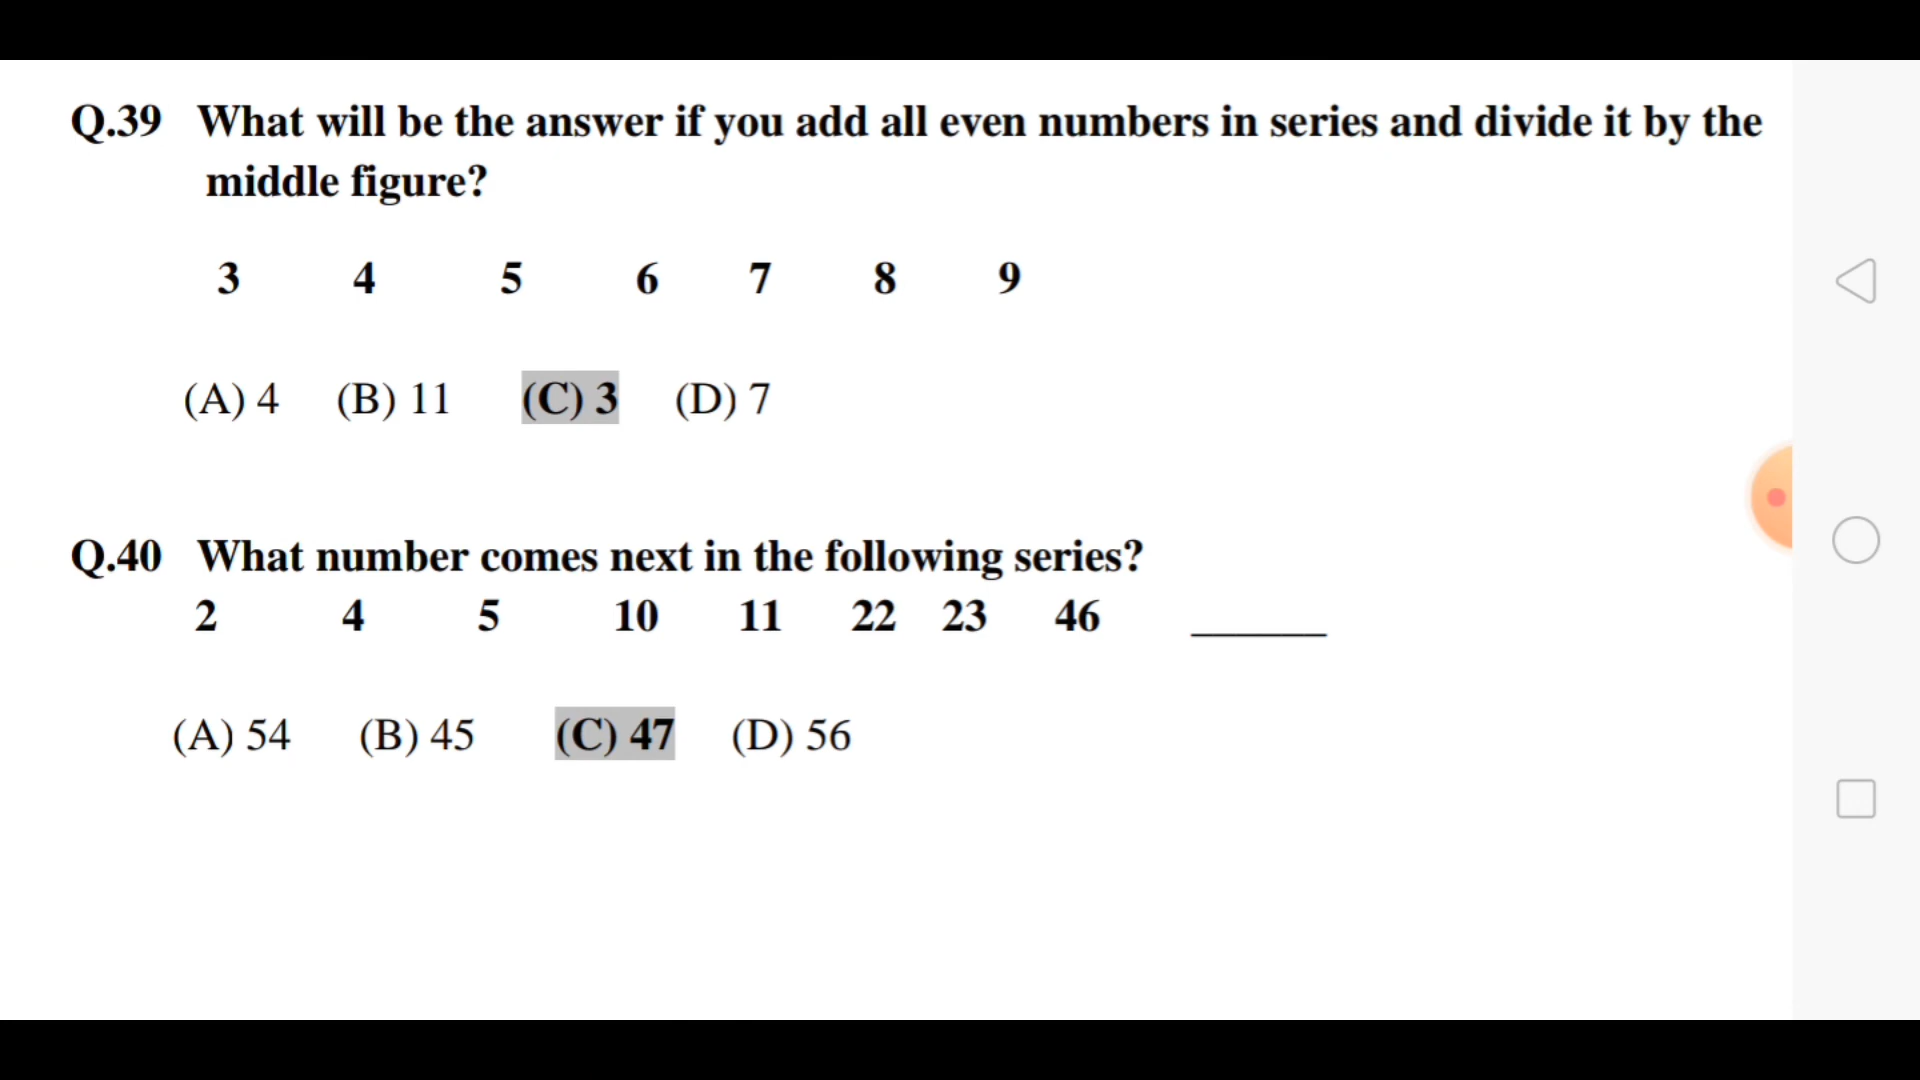 Q.39 What will be the answer if you add all even numbers in series and divide it by the
middle figure?
3 4 5 6 7 8 9
(A) 4 (B) 11 (C) 3 (D) 7
Q.40 What number comes next in the following series?
2 4 5 10 11 22 23 46 ______
(A) 54 (B) 45 (C) 47 (D) 56